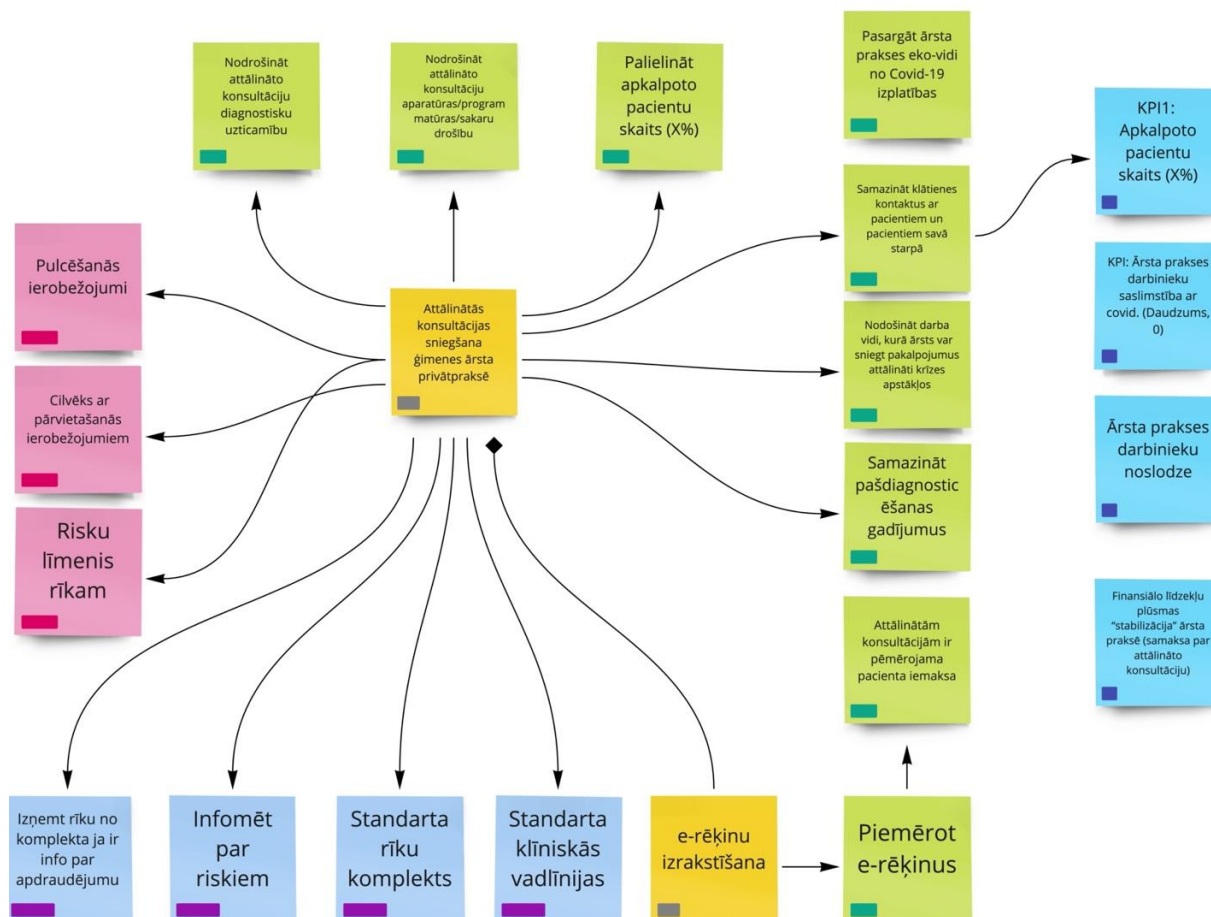 Nodrošināt
attālināto
konsultāciju
diagnostisku
uzticamību
Nodrošināt
attālināto
konsultāciju
aparatūras/program
matūras/sakaru
drošību
Palielināt
apkalpoto
pacientu
skaits (X%)
Pasargāt ārsta
prakses eko-vidi
no Covid-19
izplatības
KPI1:
Apkalpoto
pacientu
skaits (X%)
Samazināt klātienes
kontaktus ar
pacientiem un
pacientiem savā
starpā
Pulcēšanās
ierobežojumi
KPI: Ārsta prakses
darbinieku
saslimstība ar
covid. (Daudzums,
0)
Attālinātās
konsultācijas
sniegšana
ģimenes ārsta
privātpraksē
Nodošināt darba
vidi, kurā ārsts var
sniegt pakalpojumus
attālināti krīzes
apstākļos
Cilvēks ar
pārvietašanās
ierobežojumiem
Ārsta prakses
darbinieku
noslodze
Samazināt
pašdiagnostic
ēšanas
gadījumus
Risku
līmenis
rīkam
Attālinātām
konsultācijām ir
pēmērojama
pacienta iemaksa
Finansiālo līdzekļu
plūsmas
“stabilizācija” ārsta
praksē (samaksa par
attālināto
konsultāciju)
Izņemt rīku no
komplekta ja ir
info par
apdraudējumu
Infomēt
par
riskiem
Standarta
rīku
komplekts
Standarta
klīniskās
vadlīnijas
e-rēķinu
izrakstīšana
Piemērot
e-rēķinus